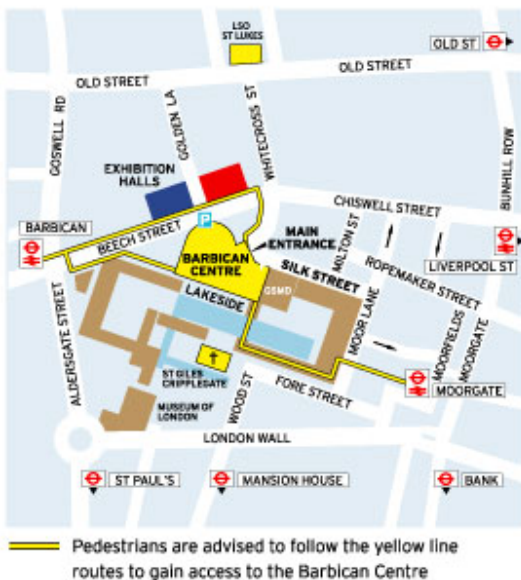 LSO
ST LUKES
OLD ST
OLD STREET
OLD STREET
GOSWELL RD
GOLDEN LA
WHITECROSS ST
BUNHILL ROW
EXHIBITION
HALLS
CHISWELL STREET
BARBICAN
P
BEECH STREET
MAIN
ENTRANCE
MILTON ST
BARBICAN
CENTRE
SILK STREET
ROPEMAKER STREET
LIVERPOOL ST
GSMD
LAKESIDE
MOOR LANE
ALDERSGATE STREET
MOORFIELDS
MOORGATE
ST GILES
CRIPPLEGATE
WOOD ST
FORE STREET
MOORGATE
MUSEUM OF
LONDON
LONDON WALL
ST PAUL'S
MANSION HOUSE
BANK
Pedestrians are advised to follow the yellow line
routes to gain access to the Barbican Centre